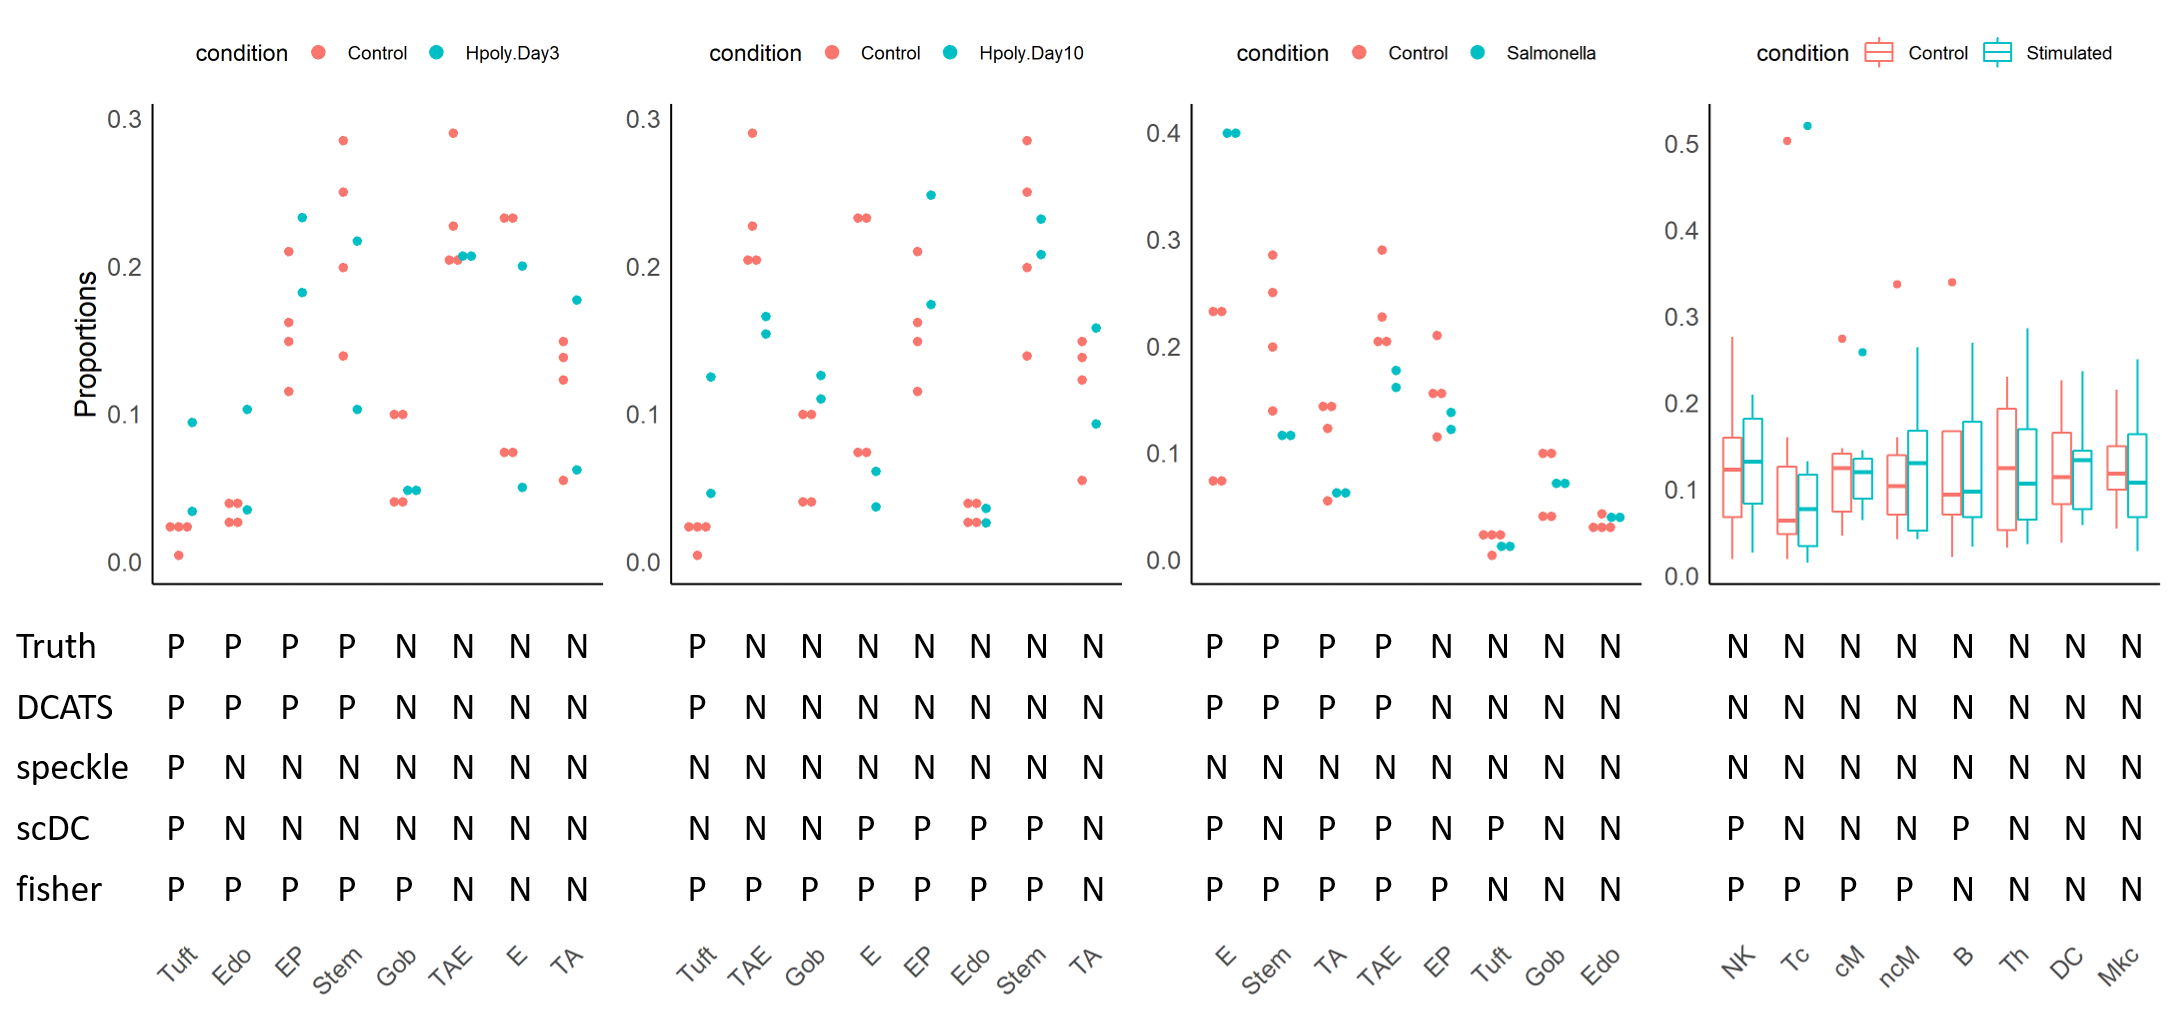 condition Control Hpoly.Day3 condition Control Hpoly.Day10 condition Control Salmonella condition Control Stimulated
Proportions
0.3
0.2
0.1
0.0
0.3
0.2
0.1
0.0
0.4
0.3
0.2
0.1
0.0
0.5
0.4
0.3
0.2
0.1
0.0
Truth P P P P N N N N P N N N N N N N P P P P N N N N N N N N N N N N
DCATS P P P P N N N N P N N N N N N N P P P P N N N N N N N N N N N N
speckle P N N N N N N N N N N N N N N N N N N N N N N N N N N N N N N N
scDC P N N N N N N N N N N P P P P N P N P P N P N N P N N N P N N N
fisher P P P P P N N N P P P P P P P N P P P P P N N N P P P P N N N N
Tuft Edo EP Stem Gob TAE E TA Tuft TAE Gob E EP Edo Stem TA E Stem TA TAE EP Tuft Gob Edo NK Tc cM ncM B Th DC Mkc